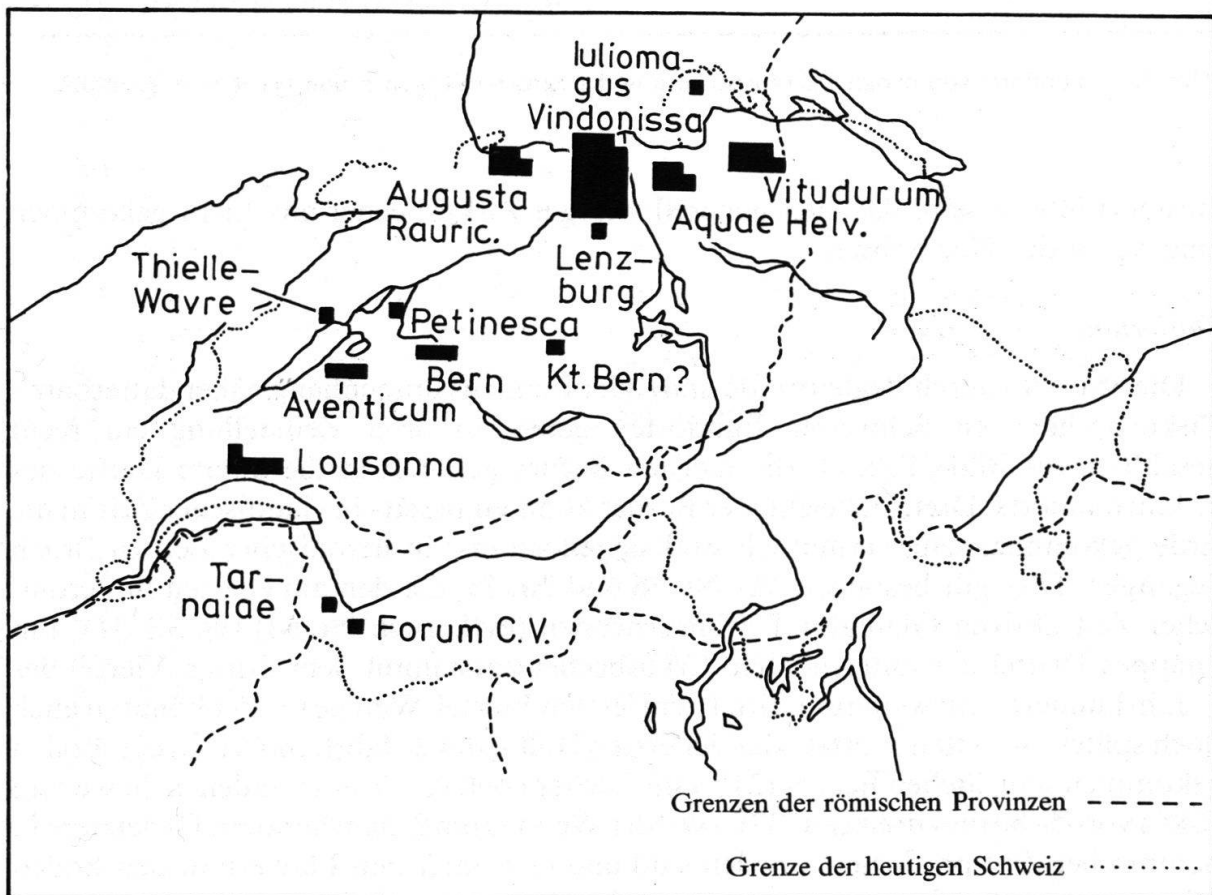 Iulioma-
gus
Vindonissa
Augusta
Rauric.
Vitudurum
Aquae Helv.
Thielle-
Wavre
Lenz-
burg
Petinesca
Bern
Kt. Bern?
Aventicum
Lousonna
Tar-
naiae
Forum C.V.
Grenzen der römischen Provinzen
Grenze der heutigen Schweiz